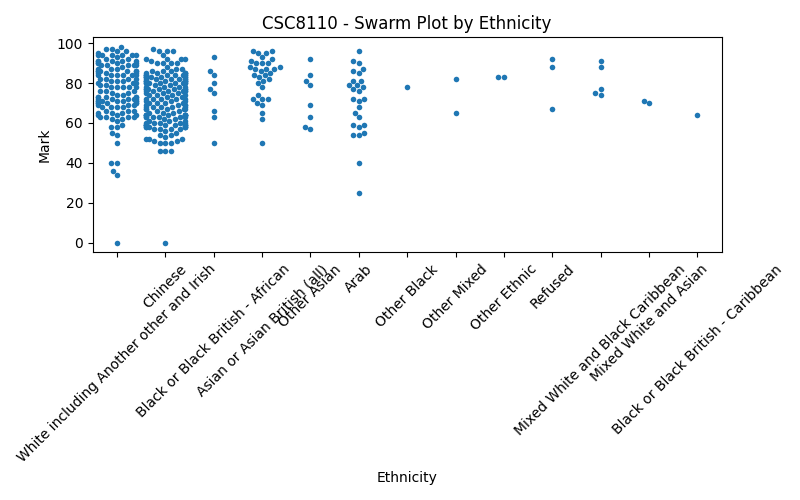 CSC8110 - Swarm Plot by Ethnicity
Mark
100
80
60
40
20
0
White including Another other and Irish
Chinese
Black or Black British - African
Asian or Asian British (all)
Other Asian
Arab
Other Black
Other Mixed
Other Ethnic
Refused
Mixed White and Black Caribbean
Mixed White and Asian
Black or Black British - Caribbean
Ethnicity